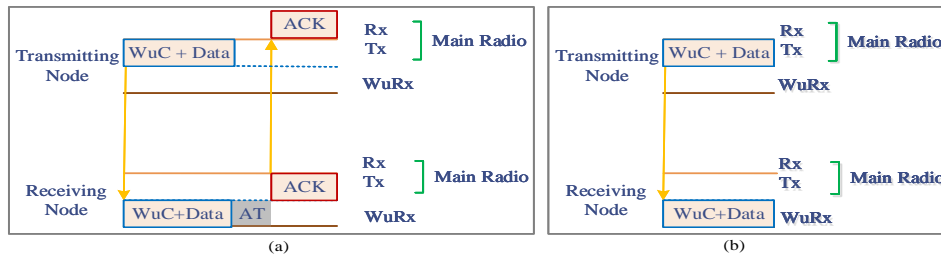 ACK
Rx
Tx
Main Radio
WuC + Data
Transmitting
Node
WuRx
Rx
Tx
Main Radio
ACK
Receiving
Node
WuC+Data
AT
WuRx
(a)
Transmitting
Node
WuC + Data
Rx
Tx
Main Radio
WuRx
Rx
Tx
Main Radio
Receiving
Node
WuC+Data
WuRx
(b)